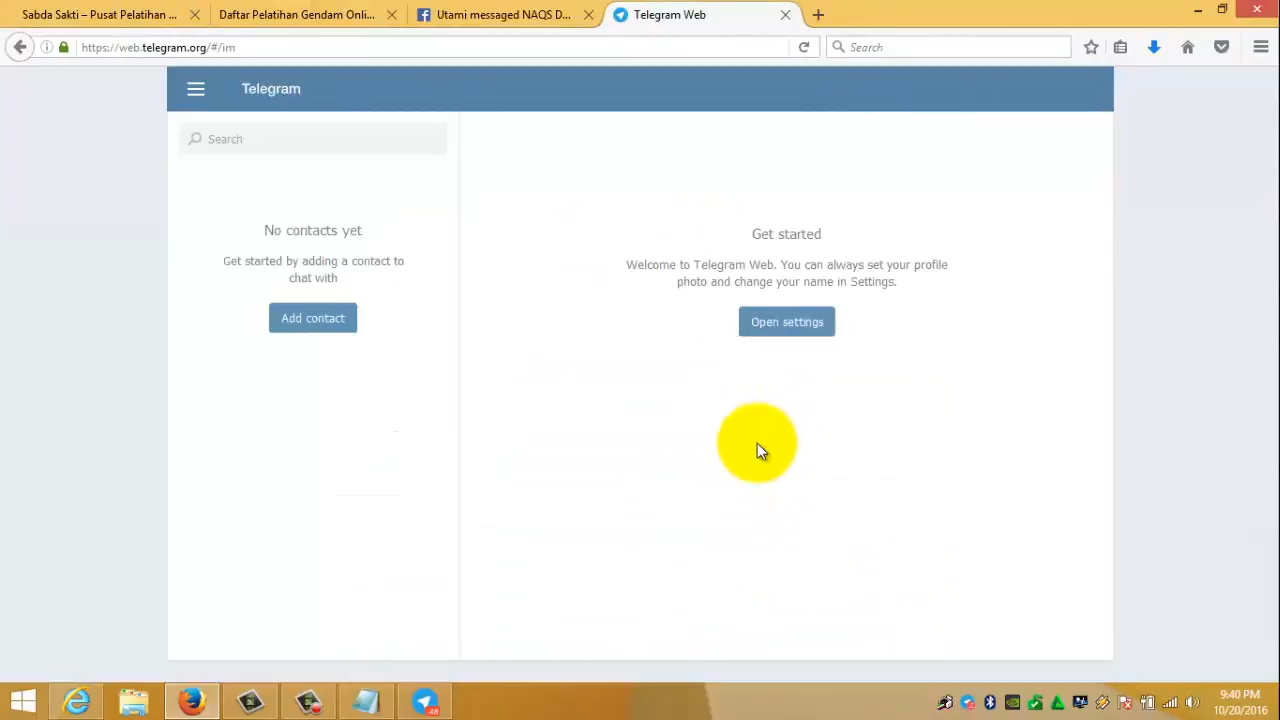 Sabda Sakti – Pusat Pelatihan ...
Daftar Pelatihan Gendam Onli...
Utami messaged NAQS D...
Telegram Web
https://web.telegram.org/#/im
Search
Telegram
Search
No contacts yet
Get started by adding a contact to
chat with
Add contact
Get started
Welcome to Telegram Web. You can always set your profile
photo and change your name in Settings.
Open settings
9:40 PM
10/20/2016